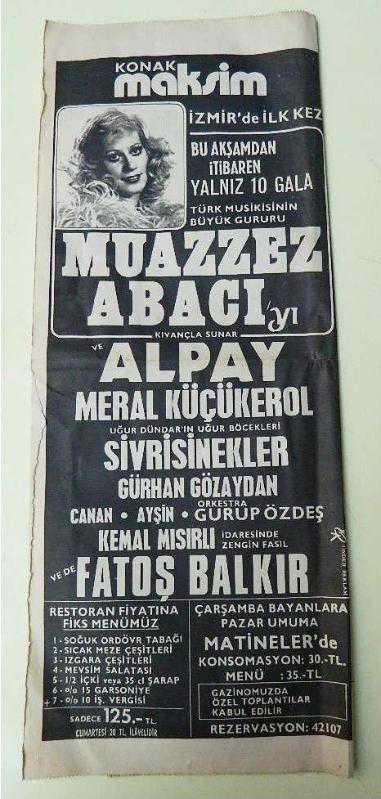 KONAK
maksim
İZMİR'de İLK KEZ
BU AKŞAMDAN
İTİBAREN
YALNIZ 10 GALA
TÜRK MUSİKİSİNİN
BÜYÜK GURURU
MUAZZEZ
ABACI'yı
KIVANÇLA SUNAR
VE
ALPAY
MERAL KÜÇÜKEROL
UĞUR DÜNDAR'IN UĞUR BÖCEKLERİ
SİVRİSİNEKLER
GÜRHAN GÖZAYDAN
CANAN • AYŞİN • ORKESTRA GURUP ÖZDEŞ
KEMAL MISIRLI İDARESİNDE ZENGİN FASIL
VE DE
FATOŞ BALKIR
RESTORAN FİYATINA
FİKS MENÜMÜZ
1 - SOĞUK ORDÖVR TABAĞI
2 - SICAK MEZE ÇEŞİTLERİ
3 - IZGARA ÇEŞİTLERİ
4 - MEVSİM SALATASI
5 - 1/2 İÇKİ veya 35 cl ŞARAP
6 - %15 GARSONİYE
+ 7 - %10 İŞ. VERGİSİ
SADECE 125.- TL.
CUMARTESİ 20 TL. İLAVELİDİR
ÇARŞAMBA BAYANLARA
PAZAR UMUMA
MATİNELER'de
KONSOMASYON: 30.-TL.
MENÜ : 35.-TL
GAZİNOMUZDA
ÖZEL TOPLANTILAR
KABUL EDİLİR
REZERVASYON: 42107